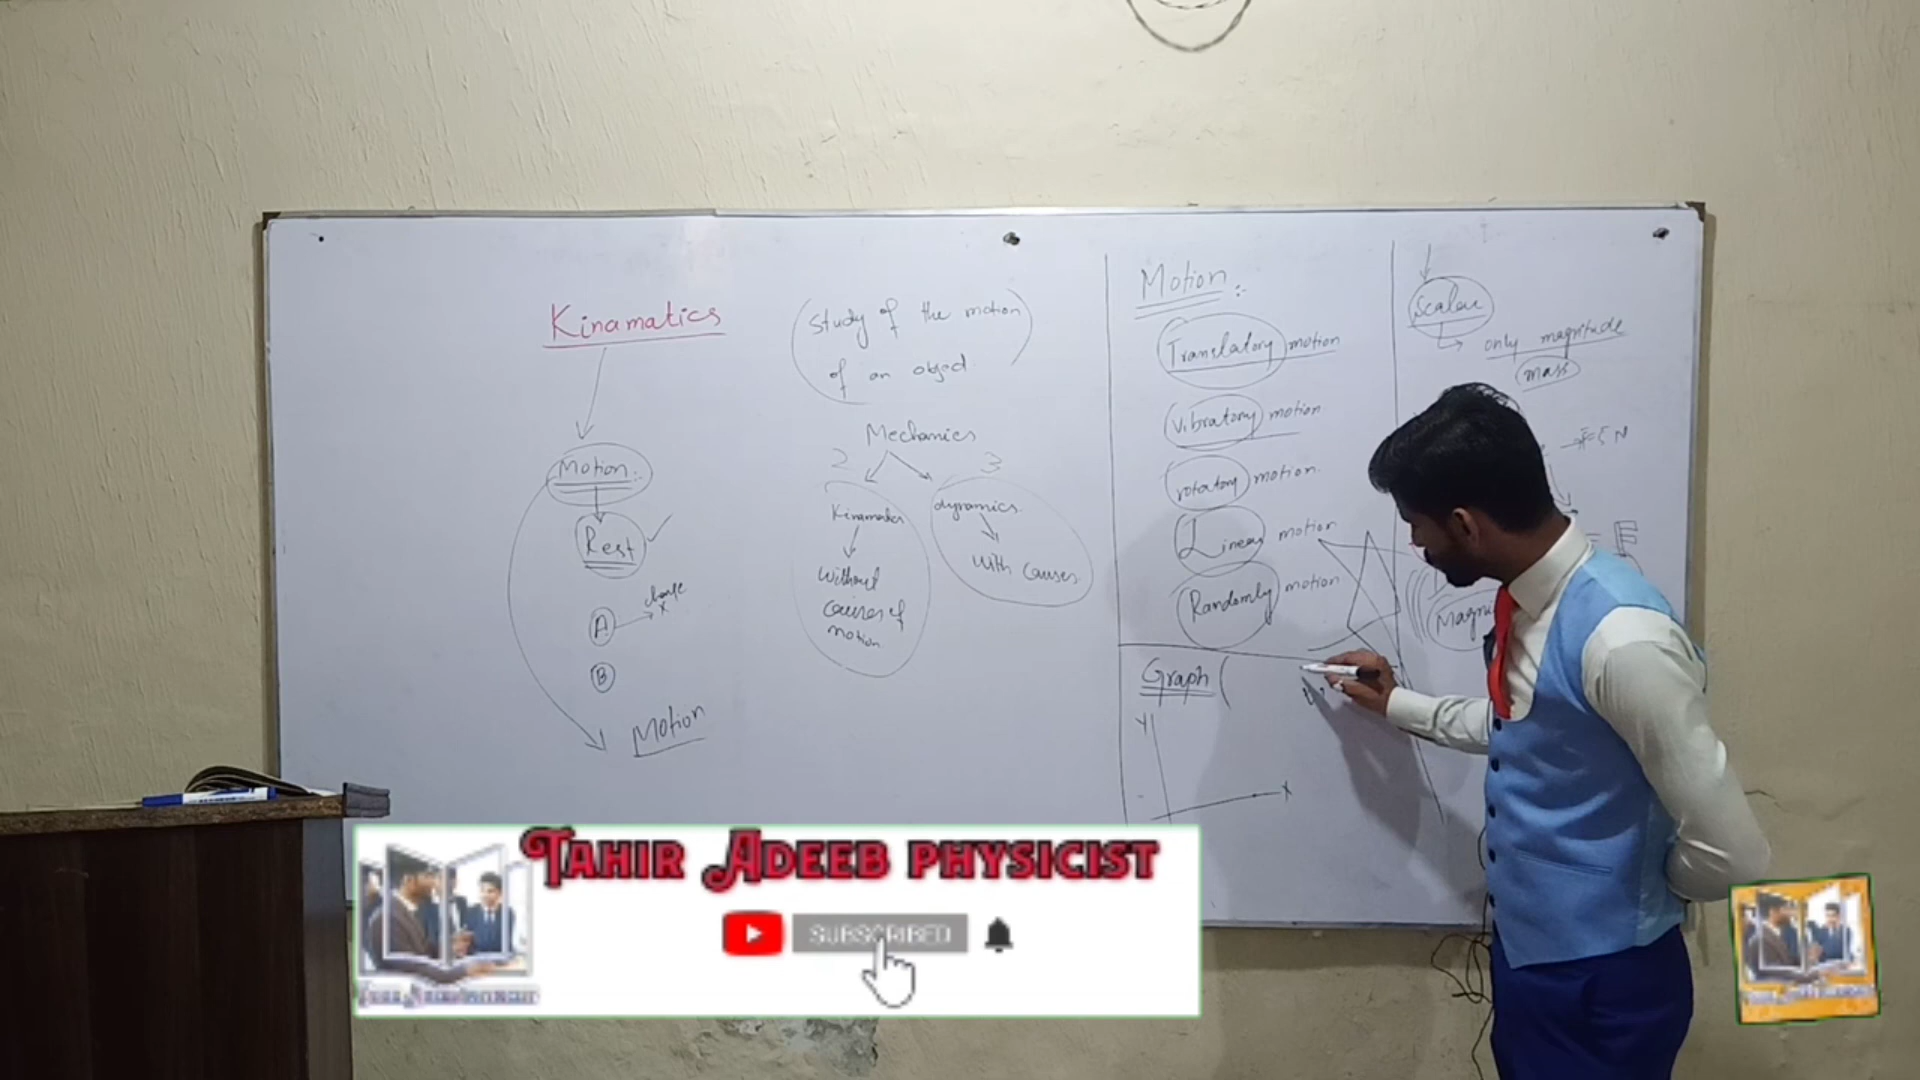 Kinamatics
Motion:-
Rest
A
change
x
B
Motion
(Study of the motion
of an object)
Mechanics
2
3
Kinamatics
dynamics.
without
causes of
motion
with causes.
Motion:-
Translatory motion
vibratory motion
rotatory motion.
Linear motion
Randomly motion
Graph (
Y
X
Scalar
only magnitude
mass
N
F
Magni
TAHIR ADEEB PHYSICIST
SUBSCRIBED